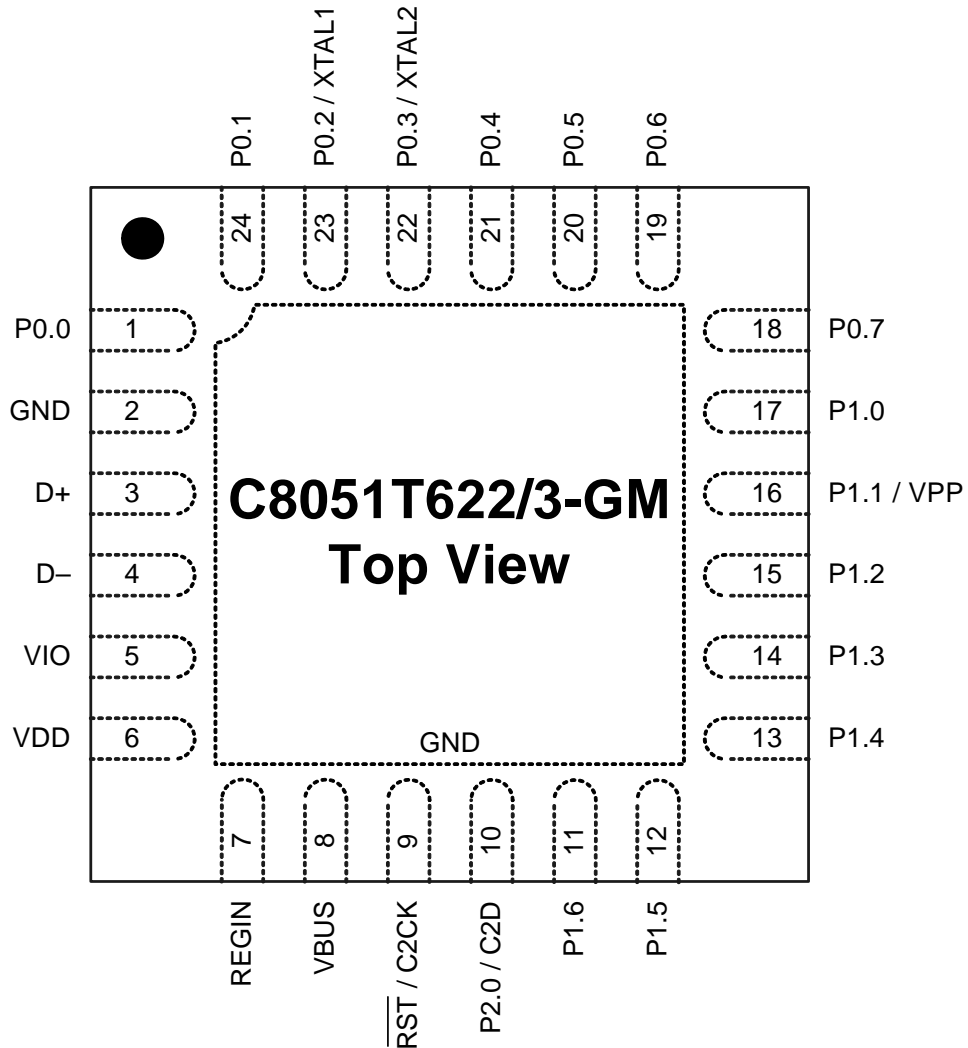 P0.1
P0.2 / XTAL1
P0.3 / XTAL2
P0.4
P0.5
P0.6
24
23
22
21
20
19
P0.0 1
GND 2
D+ 3
D– 4
VIO 5
VDD 6
18 P0.7
17 P1.0
16 P1.1 / VPP
15 P1.2
14 P1.3
13 P1.4
C8051T622/3-GM
Top View
GND
7
8
9
10
11
12
REGIN
VBUS
RST / C2CK
P2.0 / C2D
P1.6
P1.5